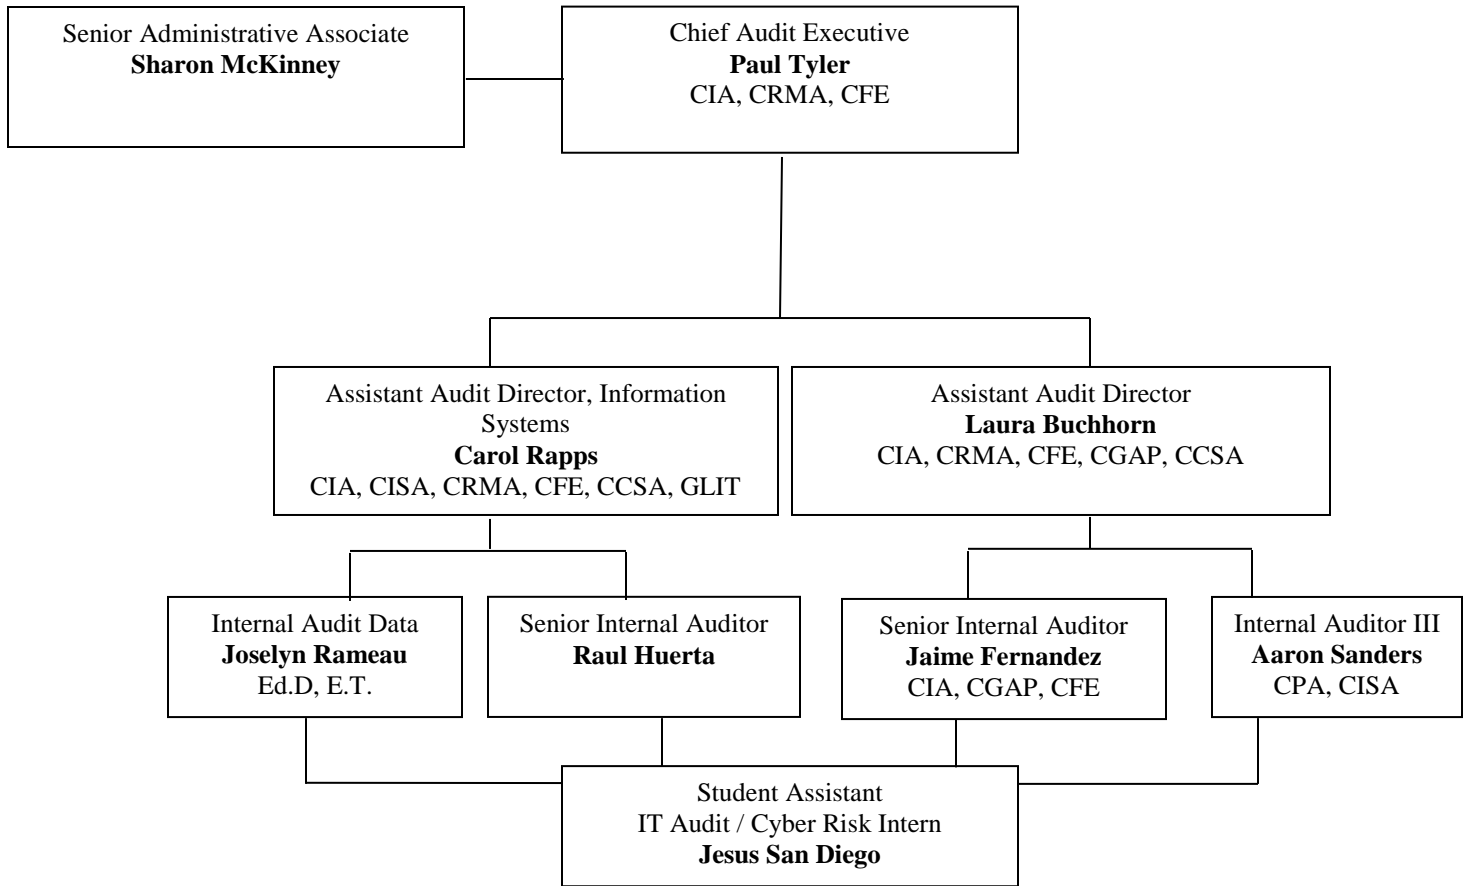 Senior Administrative Associate
Sharon McKinney
Chief Audit Executive
Paul Tyler
CIA, CRMA, CFE
Assistant Audit Director, Information
Systems
Carol Rapps
CIA, CISA, CRMA, CFE, CCSA, GLIT
Assistant Audit Director
Laura Buchhorn
CIA, CRMA, CFE, CGAP, CCSA
Internal Audit Data
Joselyn Rameau
Ed.D, E.T.
Senior Internal Auditor
Raul Huerta
Senior Internal Auditor
Jaime Fernandez
CIA, CGAP, CFE
Internal Auditor III
Aaron Sanders
CPA, CISA
Student Assistant
IT Audit / Cyber Risk Intern
Jesus San Diego